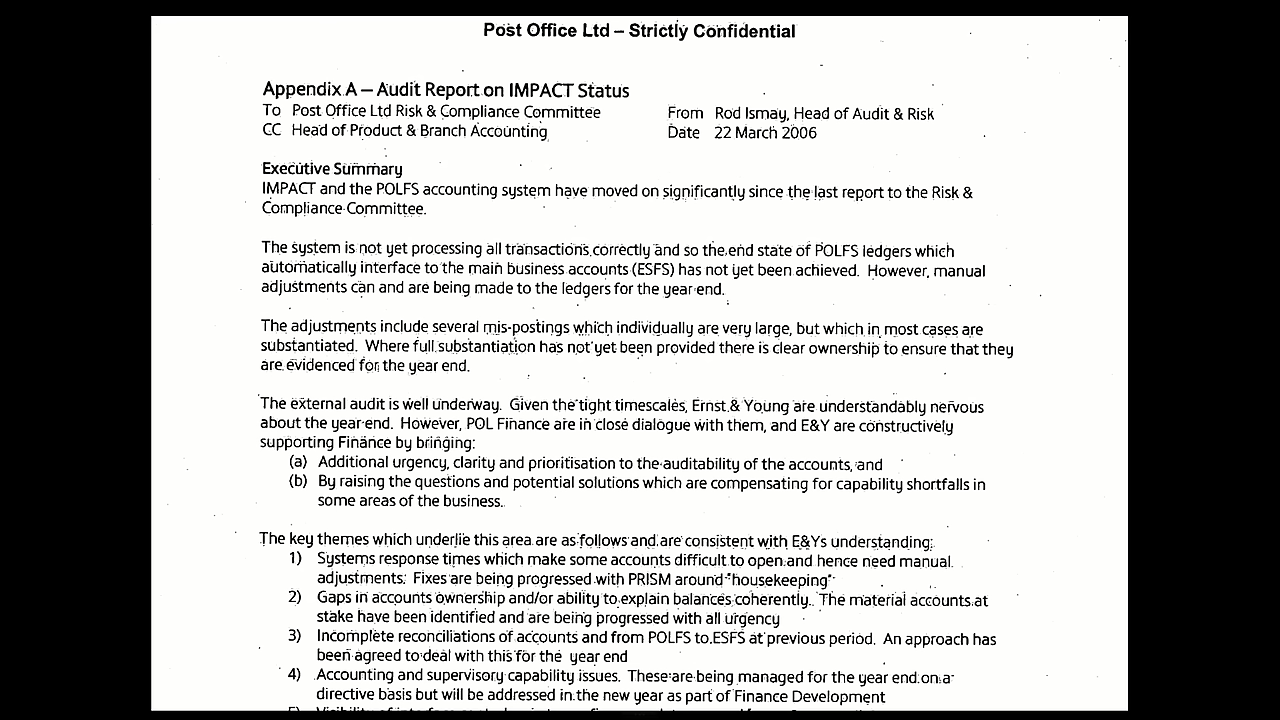 Post Office Ltd – Strictly Confidential
Appendix A – Audit Report on IMPACT Status
To Post Office Ltd Risk & Compliance Committee From Rod Ismay, Head of Audit & Risk
CC Head of Product & Branch Accounting Date 22 March 2006
Executive Summary
IMPACT and the POLFS accounting system have moved on significantly since the last report to the Risk &
Compliance Committee.
The system is not yet processing all transactions correctly and so the end state of POLFS ledgers which
automatically interface to the main business accounts (ESFS) has not yet been achieved. However, manual
adjustments can and are being made to the ledgers for the year end.
The adjustments include several mis-postings which individually are very large, but which in most cases are
substantiated. Where full substantiation has not yet been provided there is clear ownership to ensure that they
are evidenced for the year end.
The external audit is well underway. Given the tight timescales, Ernst & Young are understandably nervous
about the year end. However, POL Finance are in close dialogue with them, and E&Y are constructively
supporting Finance by bringing:
(a) Additional urgency, clarity and prioritisation to the auditability of the accounts, and
(b) By raising the questions and potential solutions which are compensating for capability shortfalls in
some areas of the business.
The key themes which underlie this area are as follows and are consistent with E&Ys understanding:
1) Systems response times which make some accounts difficult to open and hence need manual
adjustments. Fixes are being progressed with PRISM around "housekeeping"
2) Gaps in accounts ownership and/or ability to explain balances coherently. The material accounts at
stake have been identified and are being progressed with all urgency
3) Incomplete reconciliations of accounts and from POLFS to ESFS at previous period. An approach has
been agreed to deal with this for the year end
4) Accounting and supervisory capability issues. These are being managed for the year end on a
directive basis but will be addressed in the new year as part of Finance Development